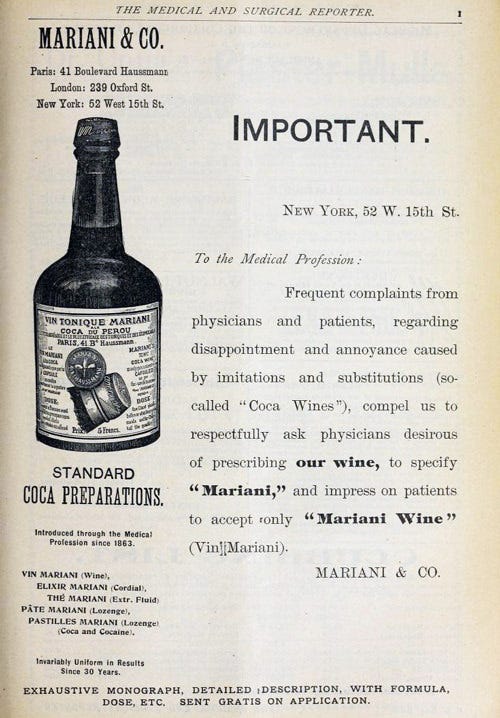 THE MEDICAL AND SURGICAL REPORTER.
1
MARIANI & CO.
Paris: 41 Boulevard Haussmann
London: 239 Oxford St.
New York: 52 West 15th St.
VIN TONIQUE MARIANI
COCA DU PEROU
PARIS, 41 Bd Haussmann
DOSE
DOSE
Prix 5 Francs.
STANDARD
COCA PREPARATIONS.
Introduced through the Medical
Profession since 1863.
VIN MARIANI (Wine),
ELIXIR MARIANI (Cordial),
THÉ MARIANI (Extr. Fluid)
PÂTE MARIANI (Lozenge),
PASTILLES MARIANI (Lozenge)
(Coca and Cocaine).
Invariably Uniform in Results
Since 30 Years.
IMPORTANT.
NEW YORK, 52 W. 15th St.
To the Medical Profession:
Frequent complaints from
physicians and patients, regarding
disappointment and annoyance caused
by imitations and substitutions (so-
called "Coca Wines"), compel us to
respectfully ask physicians desirous
of prescribing our wine, to specify
"Mariani," and impress on patients
to accept only "Mariani Wine"
(Vin Mariani).
MARIANI & CO.
EXHAUSTIVE MONOGRAPH, DETAILED DESCRIPTION, WITH FORMULA,
DOSE, ETC. SENT GRATIS ON APPLICATION.